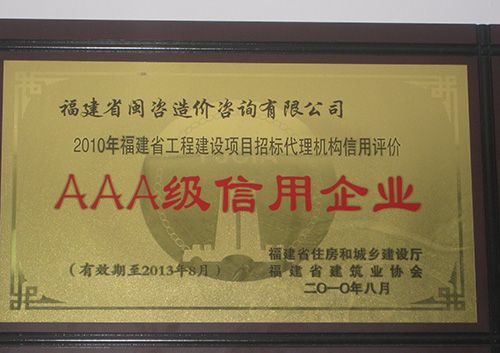 福建省闽咨造价咨询有限公司
2010年福建省工程建设项目招标代理机构信用评价
AAA级信用企业
福建省住房和城乡建设厅
(有效期至2013年8月) 福建省建筑业协会
二〇一〇年八月